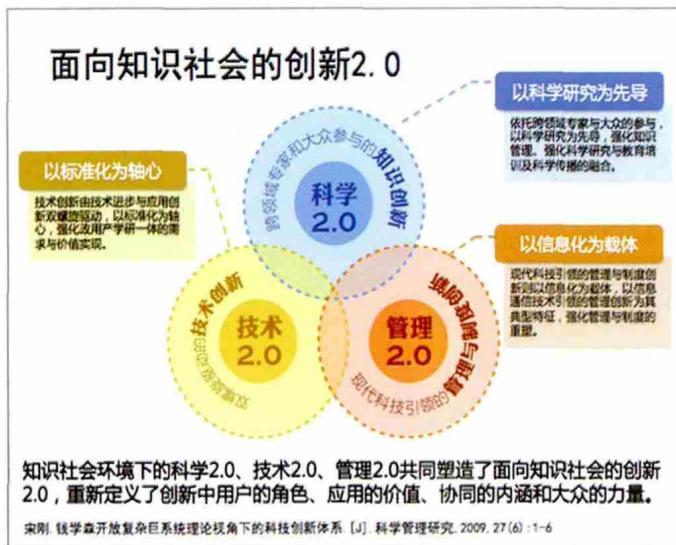 面向知识社会的创新2.0
以科学研究为先导
依托跨领域专家与大众的参与，
以科学研究为先导，强化知识
管理。强化科学研究与教育培
训及科学传播的融合。
跨领域专家和大众参与的知识创新
科学
2.0
以标准化为轴心
技术创新由技术进步与应用创
新双螺旋驱动，以标准化为轴
心，强化政用产学研一体的需
求与价值实现。
以信息化为载体
现代科技引领的管理与制度创
新则以信息化为载体，以信息
通信技术引领的管理创新为其
典型特征，强化管理与制度的
重塑。
双螺旋驱动的技术创新
技术
2.0
现代科技引领的管理与制度创新
管理
2.0
知识社会环境下的科学2.0、技术2.0、管理2.0共同塑造了面向知识社会的创新
2.0，重新定义了创新中用户的角色、应用的价值、协同的内涵和大众的力量。
宋刚. 钱学森开放复杂巨系统理论视角下的科技创新体系. [J]. 科学管理研究. 2009. 27(6) : 1-6